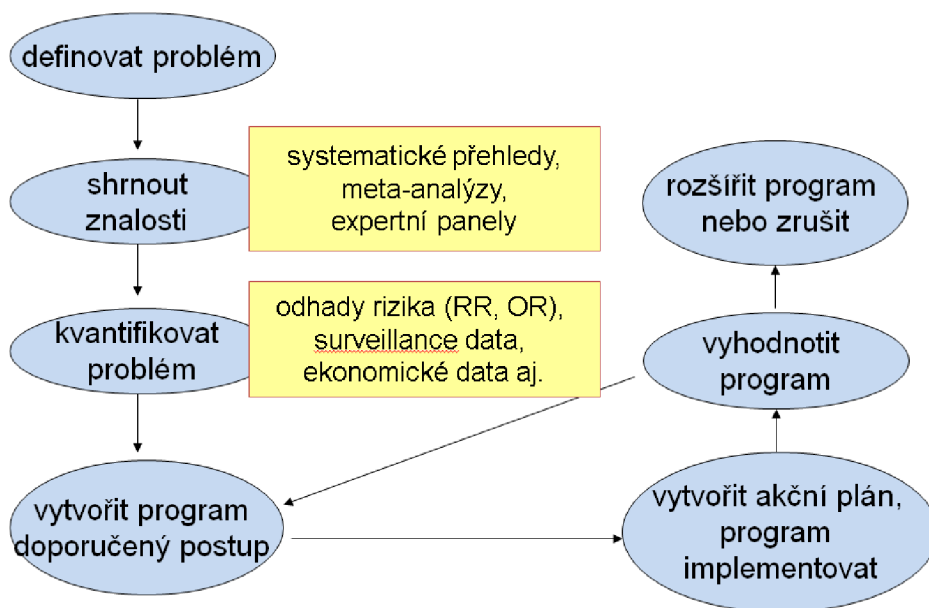 definovat problém
shrnout
znalosti
systematické přehledy,
meta-analýzy,
expertní panely
kvantifikovat
problém
odhady rizika (RR, OR),
surveillance data,
ekonomické data aj.
vytvořit program
doporučený postup
vytvořit akční plán,
program
implementovat
vyhodnotit
program
rozšířit program
nebo zrušit